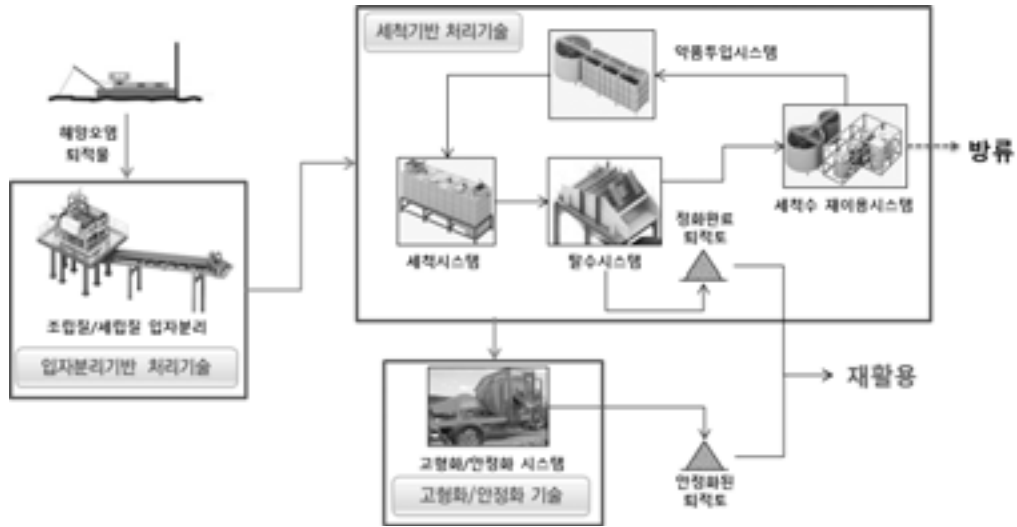 세척기반 처리기술
약품투입시스템
해양오염
퇴적물
방류
세척수 재이용시스템
정화완료
퇴적토
세척시스템
탈수시스템
조립질/세립질 입자분리
입자분리기반 처리기술
재활용
고형화/안정화 시스템
고형화/안정화 기술
안정화된
퇴적토